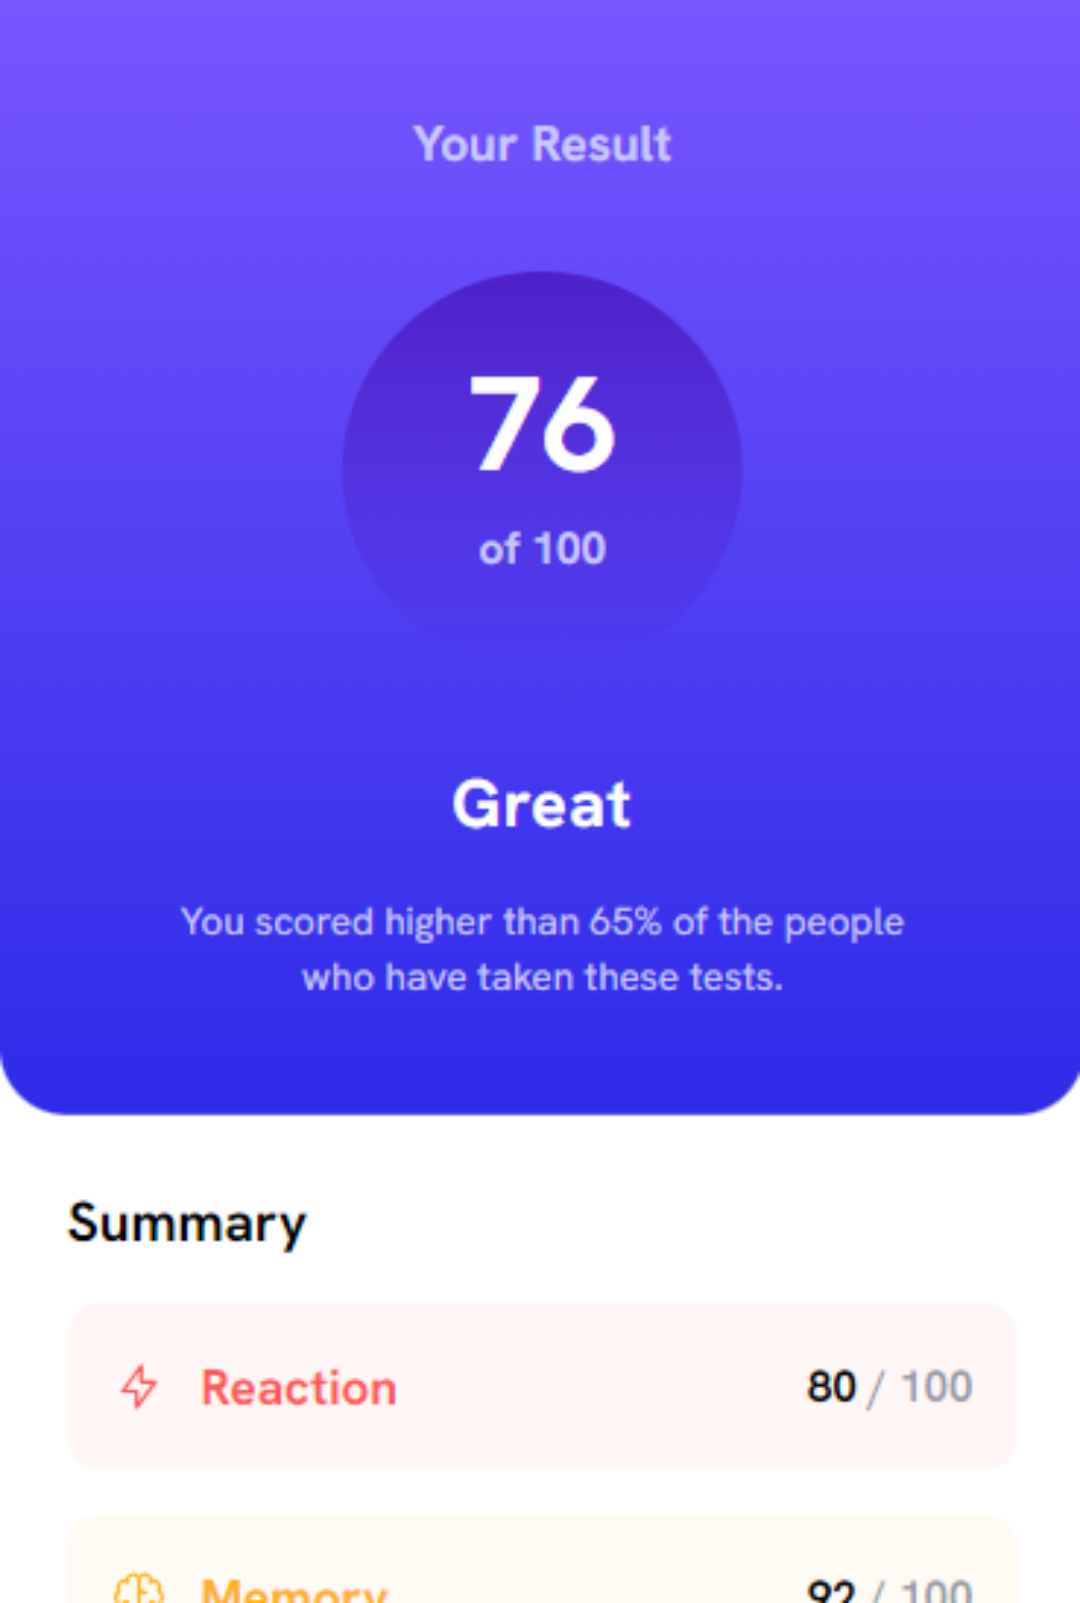 Your Result
76
of 100
Great
You scored higher than 65% of the people
who have taken these tests.
Summary
Reaction 80 / 100
Memory 92 / 100